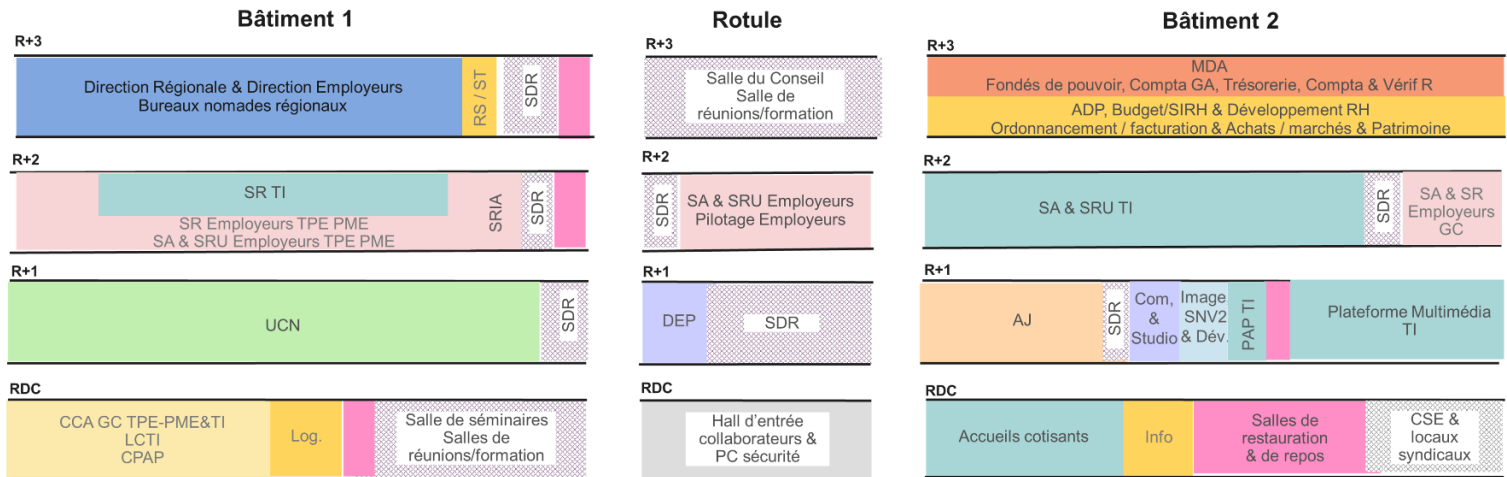 Bâtiment 1
R+3
Direction Régionale & Direction Employeurs
Bureaux nomades régionaux
RS / ST
SDR
R+2
SR TI
SR Employeurs TPE PME
SA & SRU Employeurs TPE PME
SRIA
SDR
R+1
UCN
SDR
RDC
CCA GC TPE-PME&TI
LCTI
CPAP
Log.
Salle de séminaires
Salles de
réunions/formation
Rotule
R+3
Salle du Conseil
Salle de
réunions/formation
R+2
SDR
SA & SRU Employeurs
Pilotage Employeurs
R+1
DEP
SDR
RDC
Hall d’entrée
collaborateurs &
PC sécurité
Bâtiment 2
R+3
MDA
Fondés de pouvoir, Compta GA, Trésorerie, Compta & Vérif R
ADP, Budget/SIRH & Développement RH
Ordonnancement / facturation & Achats / marchés & Patrimoine
R+2
SA & SRU TI
SDR
SA & SR
Employeurs
GC
R+1
AJ
SDR
Com,
&
Studio
Image.
SNV2
& Dév.
PAP TI
Plateforme Multimédia
TI
RDC
Accueils cotisants
Info
Salles de
restauration
& de repos
CSE &
locaux
syndicaux